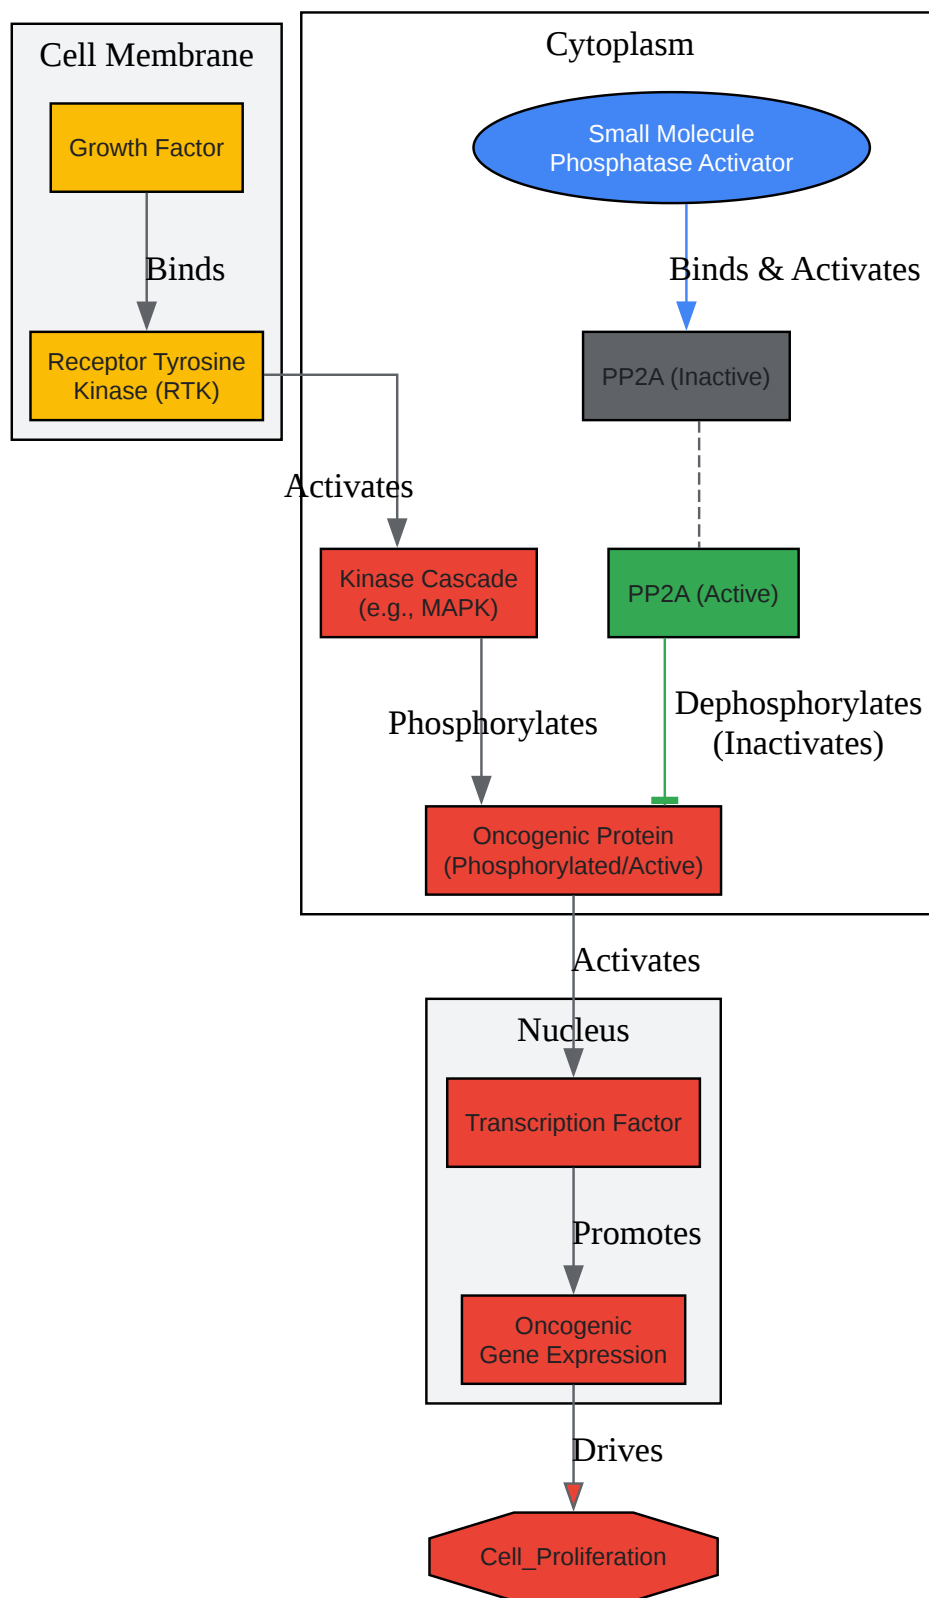 Cell Membrane
Growth Factor
Binds
Receptor Tyrosine
Kinase (RTK)
Cytoplasm
Small Molecule
Phosphatase Activator
Binds & Activates
PP2A (Inactive)
Activates
Kinase Cascade
(e.g., MAPK)
PP2A (Active)
Phosphorylates
Dephosphorylates
(Inactivates)
Oncogenic Protein
(Phosphorylated/Active)
Activates
Nucleus
Transcription Factor
Promotes
Oncogenic
Gene Expression
Drives
Cell_Proliferation